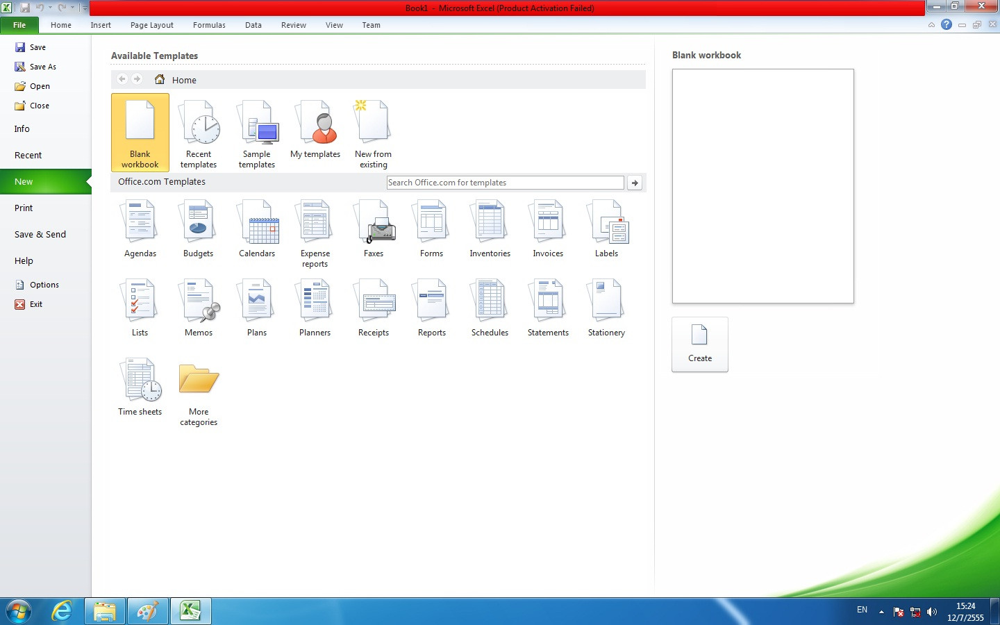 Book1 - Microsoft Excel (Product Activation Failed)
File Home Insert Page Layout Formulas Data Review View Team
Save
Save As
Open
Close
Info
Recent
New
Print
Save & Send
Help
Options
Exit
Available Templates
Home
Blank workbook
Recent templates
Sample templates
My templates
New from existing
Office.com Templates
Search Office.com for templates
Agendas
Budgets
Calendars
Expense reports
Faxes
Forms
Inventories
Invoices
Labels
Lists
Memos
Plans
Planners
Receipts
Reports
Schedules
Statements
Stationery
Time sheets
More categories
Blank workbook
Create
EN
15:24
12/7/2555